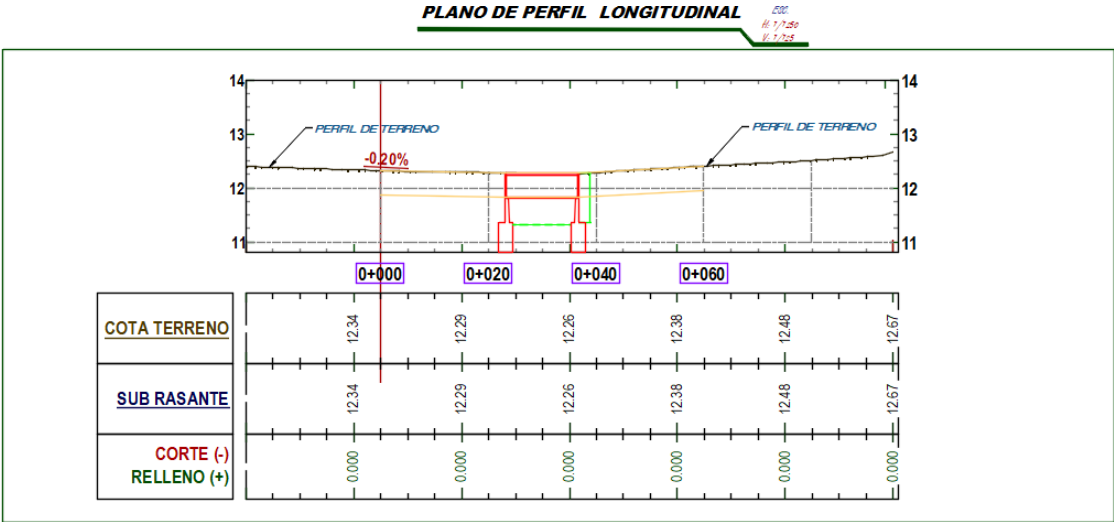 PLANO DE PERFIL LONGITUDINAL
ESC:
H: 1/1250
V: 1/125
14 14
PERFIL DE TERRENO PERFIL DE TERRENO
13 13
-0.20%
12 12
11 11
0+000 0+020 0+040 0+060
COTA TERRENO 12.34 12.29 12.26 12.38 12.48 12.67
SUB RASANTE 12.34 12.29 12.26 12.38 12.48 12.67
CORTE (-)
RELLENO (+) 0.000 0.000 0.000 0.000 0.000 0.000